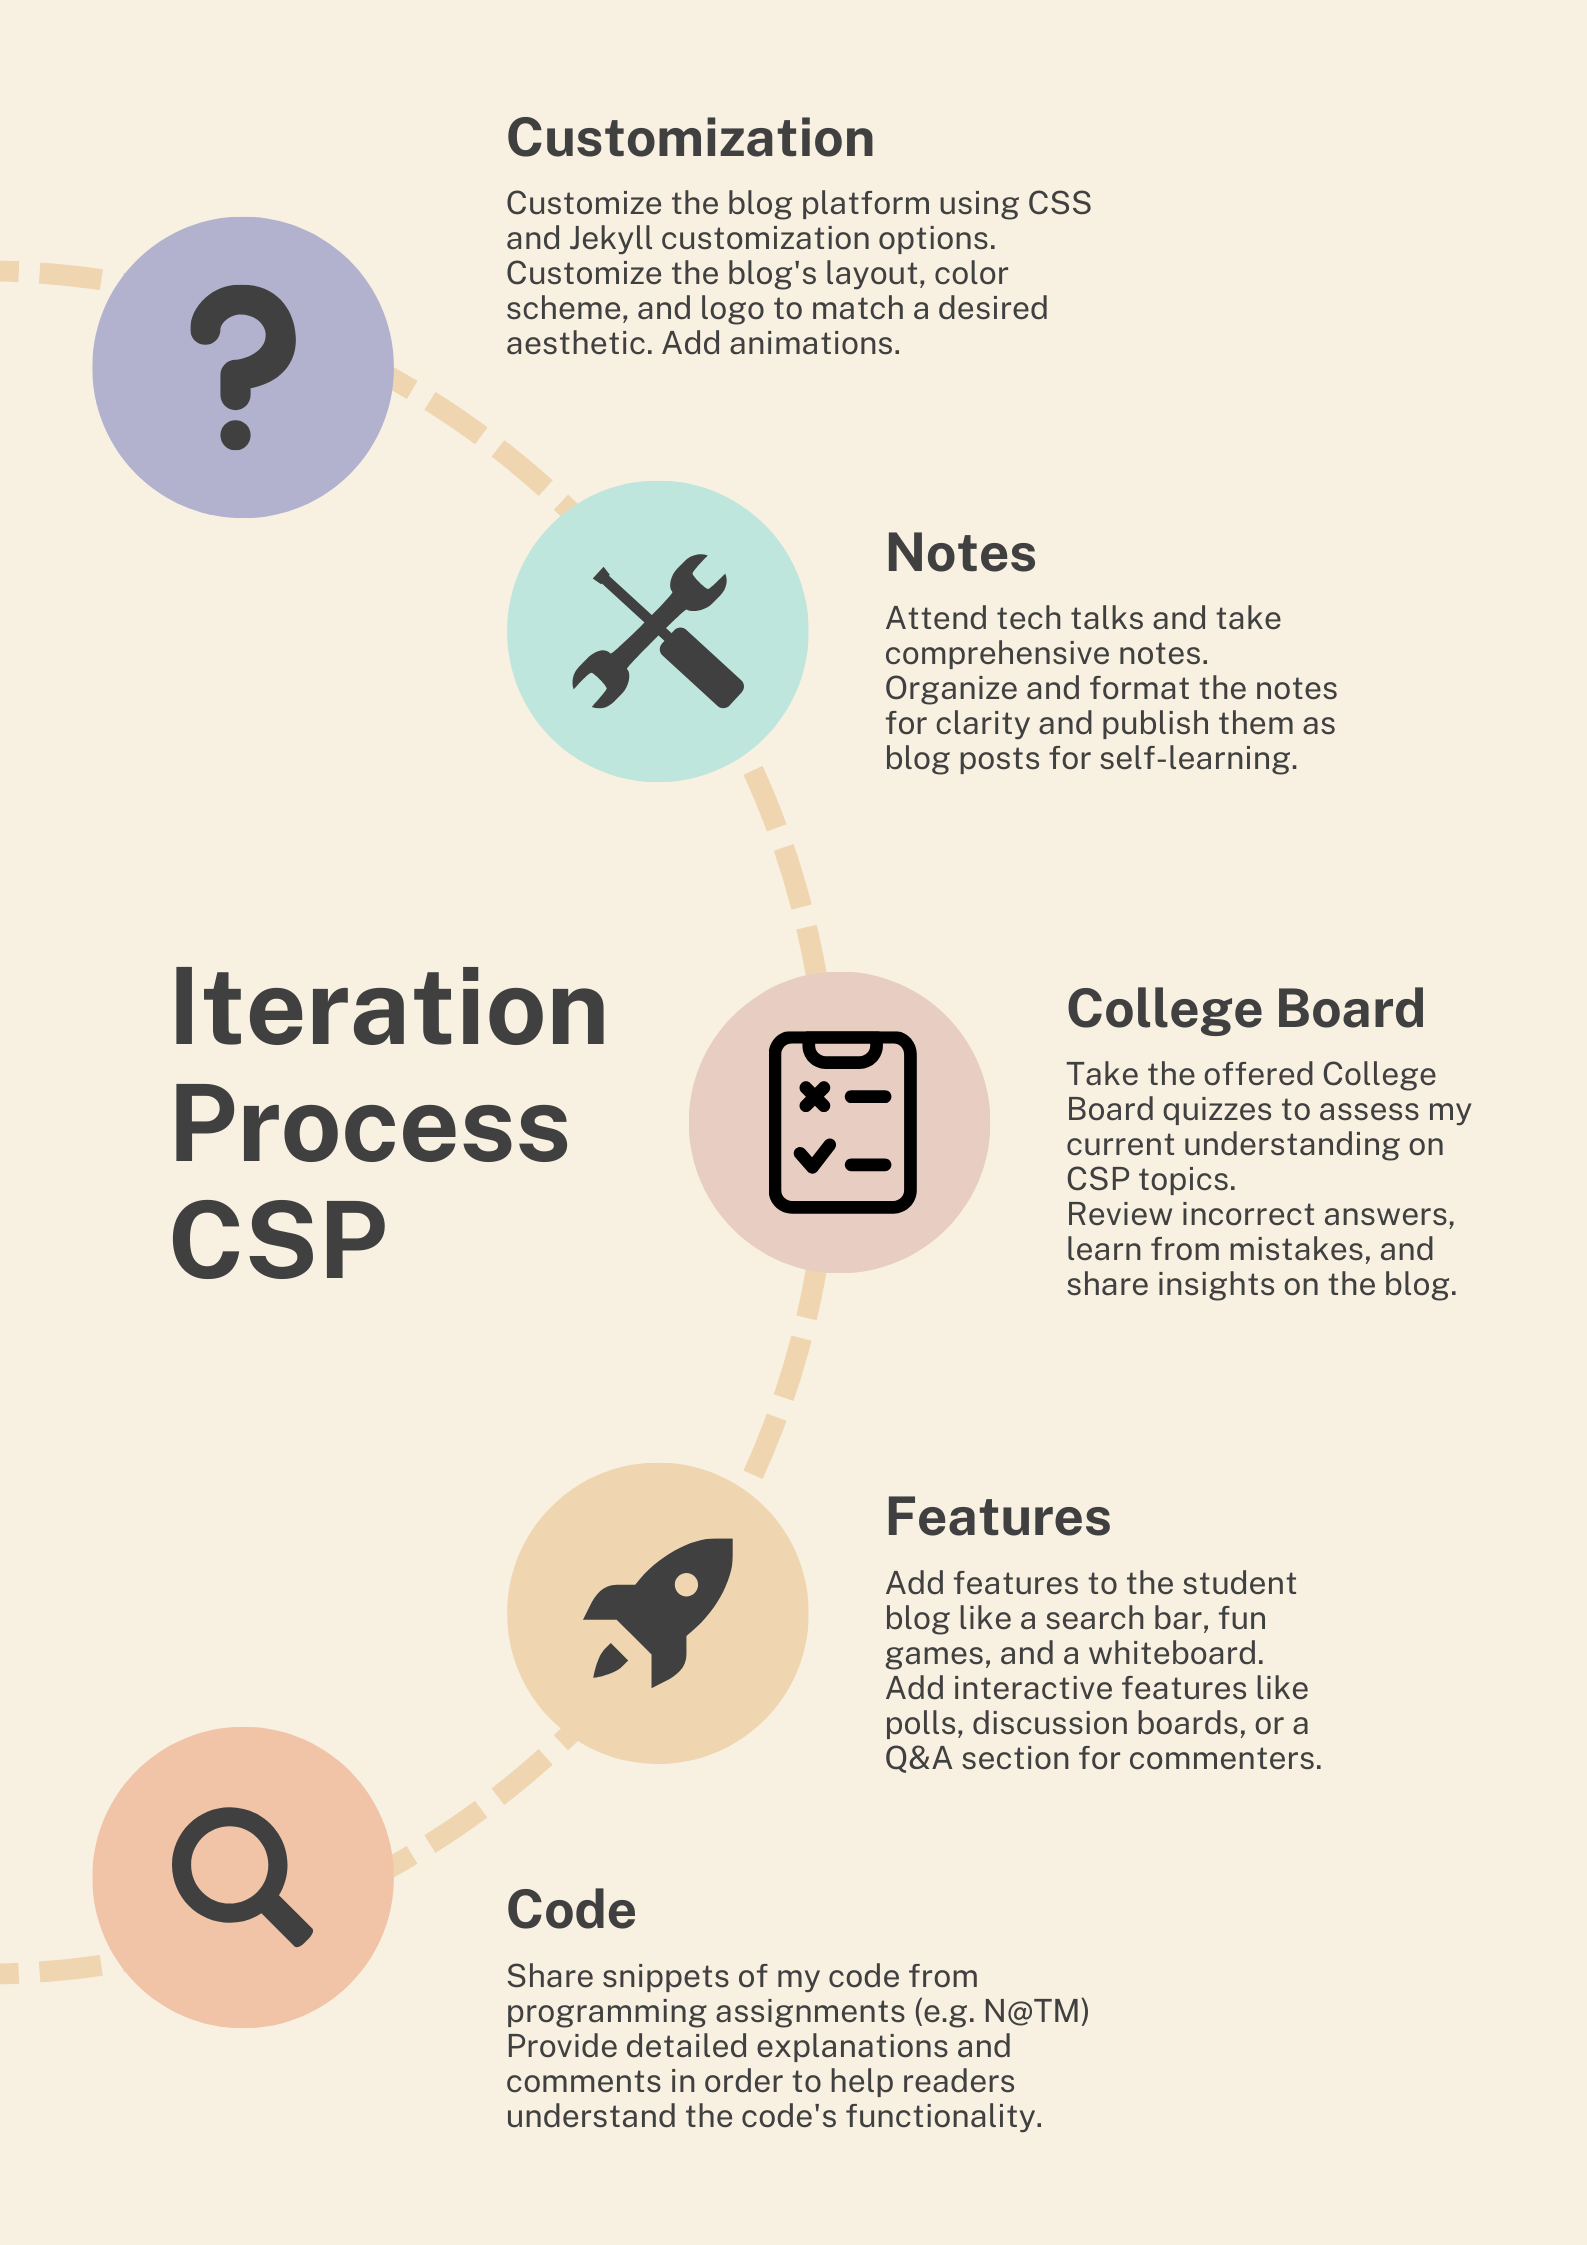 Customization
Customize the blog platform using CSS
and Jekyll customization options.
Customize the blog's layout, color
scheme, and logo to match a desired
aesthetic. Add animations.
Notes
Attend tech talks and take
comprehensive notes.
Organize and format the notes
for clarity and publish them as
blog posts for self-learning.
Iteration
Process
CSP
College Board
Take the offered College
Board quizzes to assess my
current understanding on
CSP topics.
Review incorrect answers,
learn from mistakes, and
share insights on the blog.
Features
Add features to the student
blog like a search bar, fun
games, and a whiteboard.
Add interactive features like
polls, discussion boards, or a
Q&A section for commenters.
Code
Share snippets of my code from
programming assignments (e.g. N@TM)
Provide detailed explanations and
comments in order to help readers
understand the code's functionality.